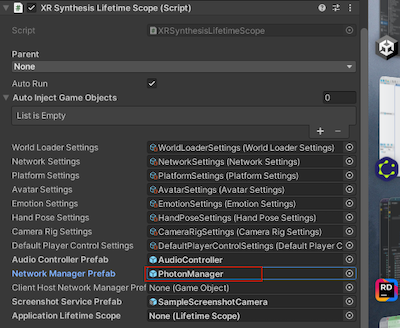 XR Synthesis Lifetime Scope (Script)
Script XRSynthesisLifetimeScope
Parent
None
Auto Run
Auto Inject Game Objects 0
List is Empty
World Loader Settings WorldLoaderSettings (World Loader Settings)
Network Settings NetworkSettings (Network Settings)
Platform Settings PlatformSettings (Platform Settings)
Avatar Settings AvatarSettings (Avatar Settings)
Emotion Settings EmotionSettings (Emotion Settings)
Hand Pose Settings HandPoseSettings (Hand Pose Settings)
Camera Rig Settings CameraRigSettings (Camera Rig Settings)
Default Player Control Settings DefaultPlayerControlSettings (Default C
Audio Controller Prefab AudioController
Network Manager Prefab PhotonManager
Client Host Network Manager Pref None (Game Object)
Screenshot Service Prefab SampleScreenshotCamera
Application Lifetime Scope None (Lifetime Scope)
RD